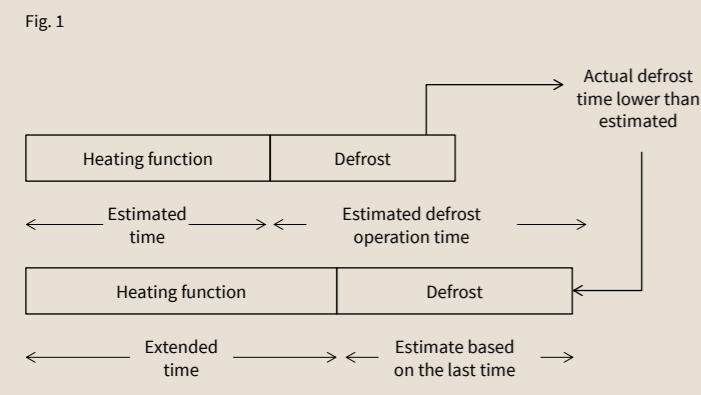 Fig. 1
Actual defrost
time lower than
estimated
Heating function
Defrost
Estimated
time
Estimated defrost
operation time
Heating function
Defrost
Extended
time
Estimate based
on the last time